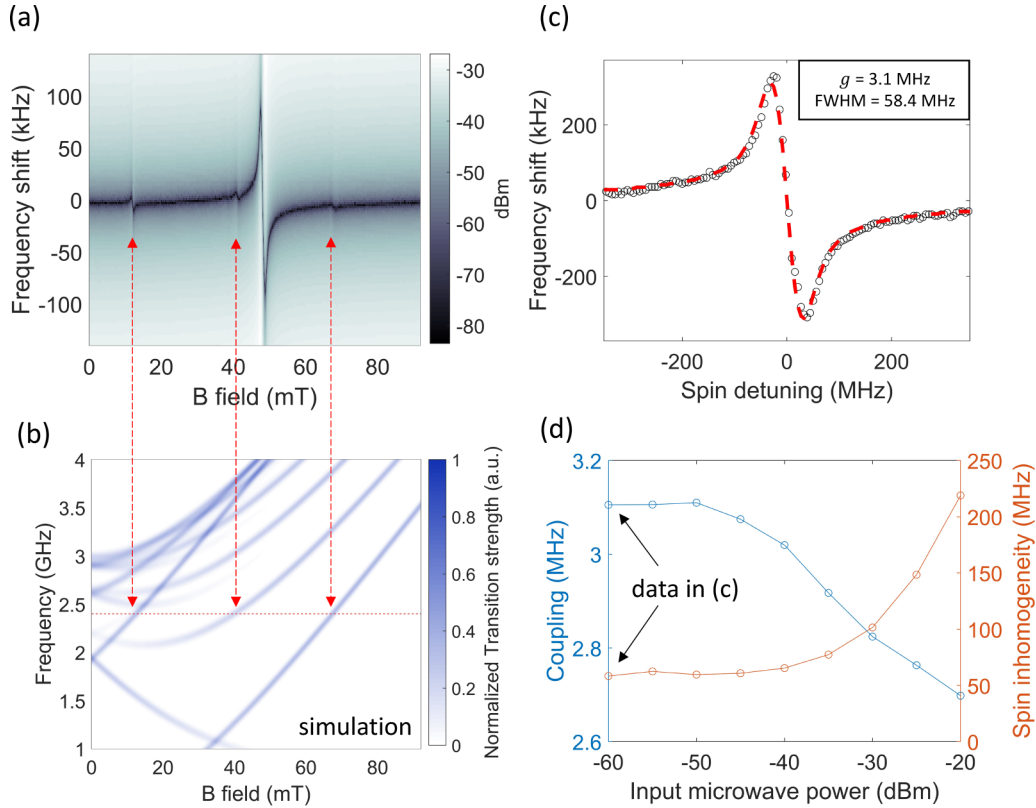 (a)
Frequency shift (kHz)
100
50
0
-50
-100
0
20
40
60
80
B field (mT)
-30
-40
-50
-60
-70
-80
dBm
(b)
Frequency (GHz)
4
3.5
3
2.5
2
1.5
1
0
20
40
60
80
B field (mT)
simulation
1
0.8
0.6
0.4
0.2
0
Normalized Transition strength (a.u.)
(c)
Frequency shift (kHz)
200
0
-200
-200
0
200
Spin detuning (MHz)
g = 3.1 MHz
FWHM = 58.4 MHz
(d)
Coupling (MHz)
3.2
3
2.8
2.6
-60
-50
-40
-30
-20
Input microwave power (dBm)
data in (c)
250
200
150
100
50
0
Spin inhomogeneity (MHz)